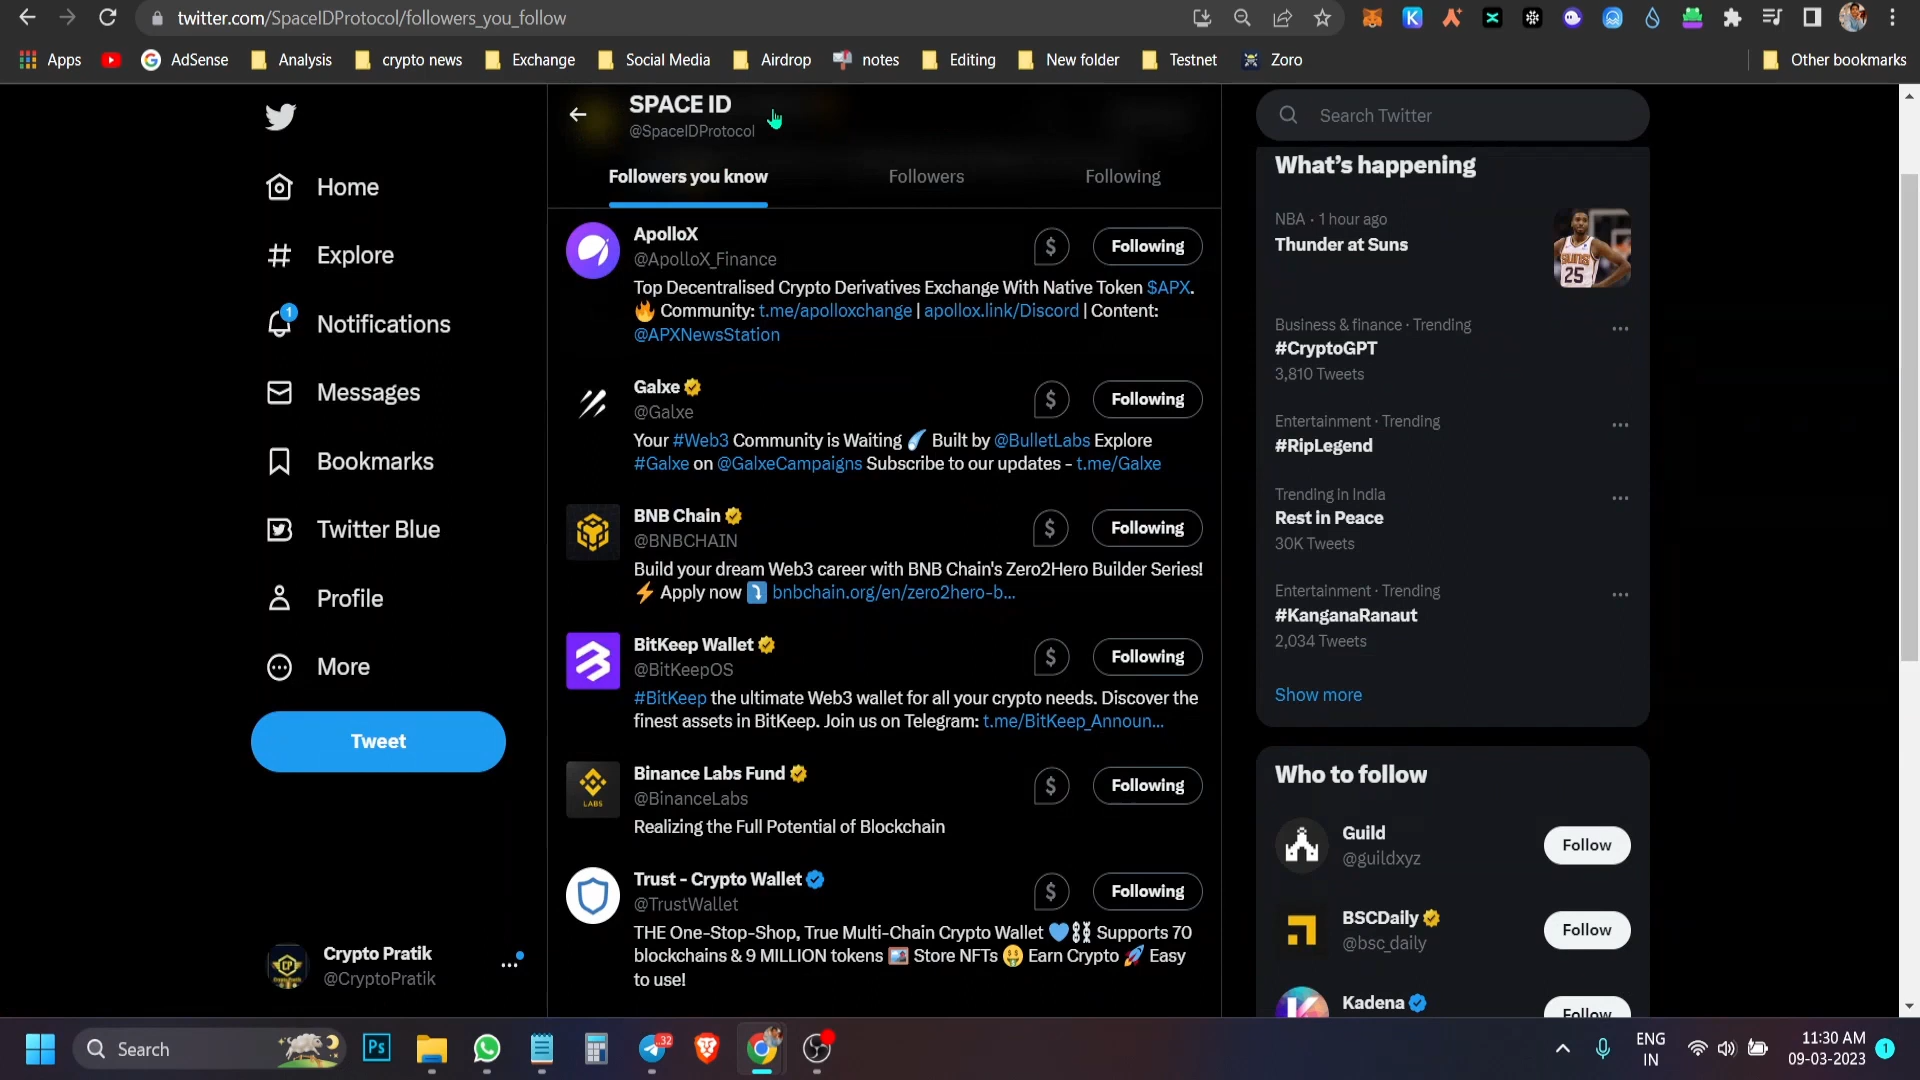 twitter.com/SpaceIDProtocol/followers_you_follow
Apps
AdSense
Analysis
crypto news
Exchange
Social Media
Airdrop
notes
Editing
New folder
Testnet
Zoro
Other bookmarks
Home
Explore
1
Notifications
Messages
Bookmarks
Twitter Blue
Profile
More
Tweet
Crypto Pratik
@CryptoPratik
SPACE ID
@SpaceIDProtocol
Followers you know
Followers
Following
ApolloX
@ApolloX_Finance
Following
Top Decentralised Crypto Derivatives Exchange With Native Token $APX.
🔥 Community: t.me/apolloxchange | apollox.link/Discord | Content:
@APXNewsStation
Galxe
@Galxe
Following
Your #Web3 Community is Waiting ☄️ Built by @BulletLabs Explore
#Galxe on @GalxeCampaigns Subscribe to our updates - t.me/Galxe
BNB Chain
@BNBCHAIN
Following
Build your dream Web3 career with BNB Chain's Zero2Hero Builder Series!
⚡ Apply now ⤵️ bnbchain.org/en/zero2hero-b...
BitKeep Wallet
@BitKeepOS
Following
#BitKeep the ultimate Web3 wallet for all your crypto needs. Discover the
finest assets in BitKeep. Join us on Telegram: t.me/BitKeep_Announ...
LABS
Binance Labs Fund
@BinanceLabs
Following
Realizing the Full Potential of Blockchain
Trust - Crypto Wallet
@TrustWallet
Following
THE One-Stop-Shop, True Multi-Chain Crypto Wallet 💙⛓️ Supports 70
blockchains & 9 MILLION tokens 🖼️ Store NFTs 🤑 Earn Crypto 🚀 Easy
to use!
Search Twitter
What's happening
NBA · 1 hour ago
Thunder at Suns
SUNS
25
Business & finance · Trending
#CryptoGPT
3,810 Tweets
Entertainment · Trending
#RipLegend
Trending in India
Rest in Peace
30K Tweets
Entertainment · Trending
#KanganaRanaut
2,034 Tweets
Show more
Who to follow
Guild
@guildxyz
Follow
BSCDaily
@bsc_daily
Follow
Kadena
Follow
Search
Ps
32
ENG
IN
11:30 AM
09-03-2023
1